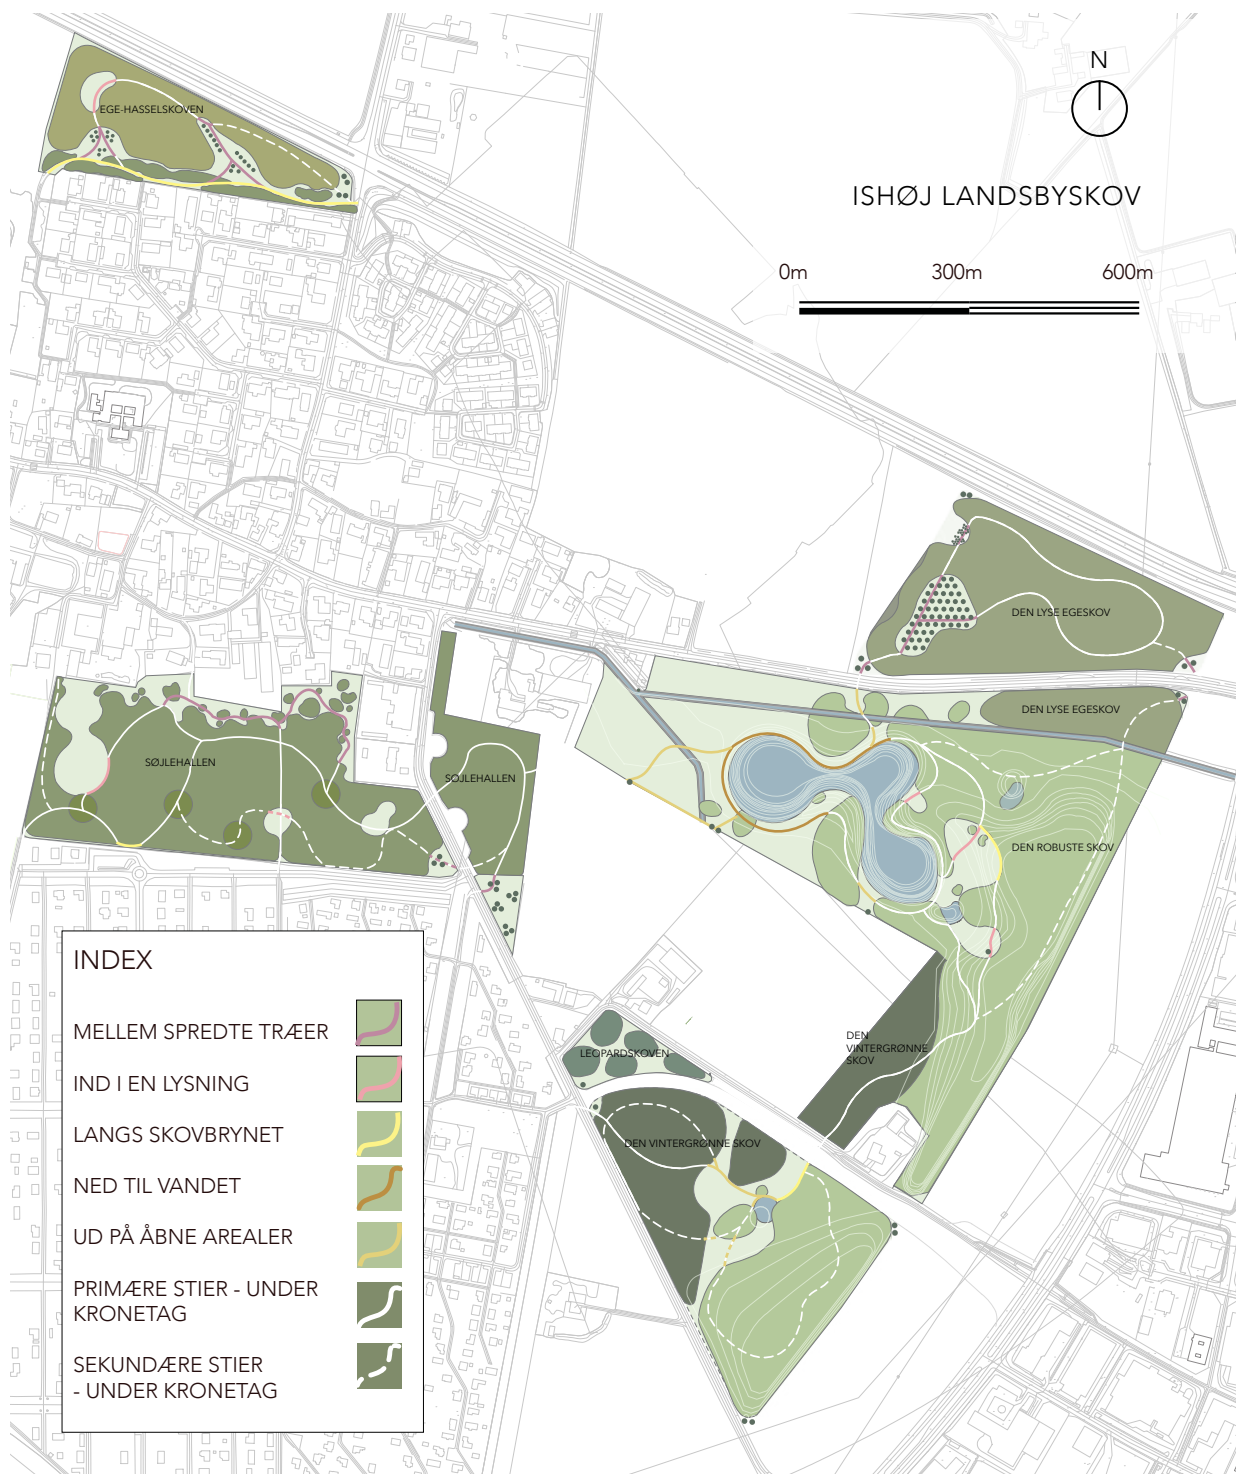 N
ISHØJ LANDSBYSKOV
0m 300m 600m
EGE-HASSELSKOVEN
DEN LYSE EGESKOV
DEN LYSE EGESKOV
SØJLEHALLEN
SØJLEHALLEN
DEN ROBUSTE SKOV
DEN
VINTERGRØNNE
SKOV
LEOPARDSKOVEN
DEN VINTERGRØNNE SKOV
INDEX
MELLEM SPREDTE TRÆER
IND I EN LYSNING
LANGS SKOVBRYNET
NED TIL VANDET
UD PÅ ÅBNE AREALER
PRIMÆRE STIER - UNDER
KRONETAG
SEKUNDÆRE STIER
- UNDER KRONETAG